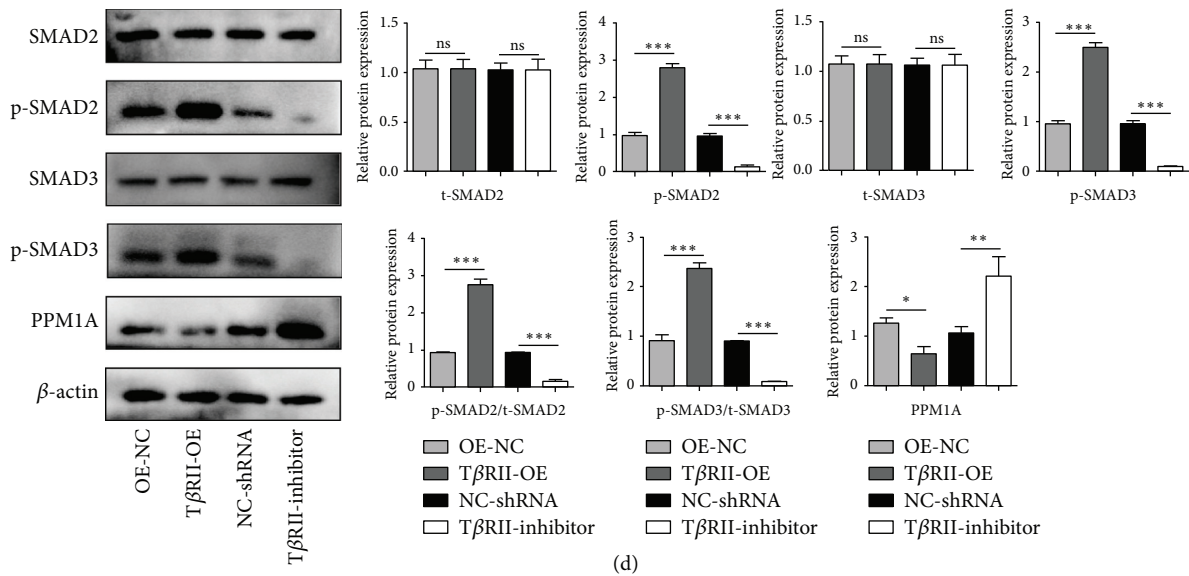 SMAD2
p-SMAD2
SMAD3
p-SMAD3
PPM1A
β-actin
OE-NC
TβRII-OE
NC-shRNA
TβRII-inhibitor
Relative protein expression
1.5
1.0
0.5
0.0
ns
ns
t-SMAD2
Relative protein expression
4
3
2
1
0
***
***
p-SMAD2
Relative protein expression
1.5
1.0
0.5
0.0
ns
ns
t-SMAD3
Relative protein expression
3
2
1
0
***
***
p-SMAD3
Relative protein expression
4
3
2
1
0
***
***
p-SMAD2/t-SMAD2
Relative protein expression
3
2
1
0
***
***
p-SMAD3/t-SMAD3
Relative protein expression
3
2
1
0
*
**
PPM1A
OE-NC
TβRII-OE
NC-shRNA
TβRII-inhibitor
OE-NC
TβRII-OE
NC-shRNA
TβRII-inhibitor
OE-NC
TβRII-OE
NC-shRNA
TβRII-inhibitor
(d)